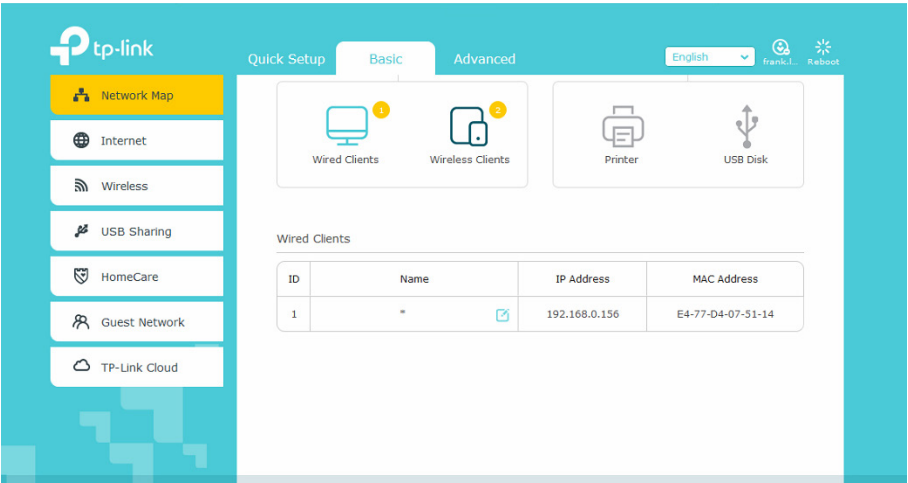 tp-link
Quick Setup Basic Advanced English frank.l... Reboot
Network Map
Internet
Wireless
USB Sharing
HomeCare
Guest Network
TP-Link Cloud
1 2
Wired Clients Wireless Clients Printer USB Disk
Wired Clients
ID Name IP Address MAC Address
1 * 192.168.0.156 E4-77-D4-07-51-14